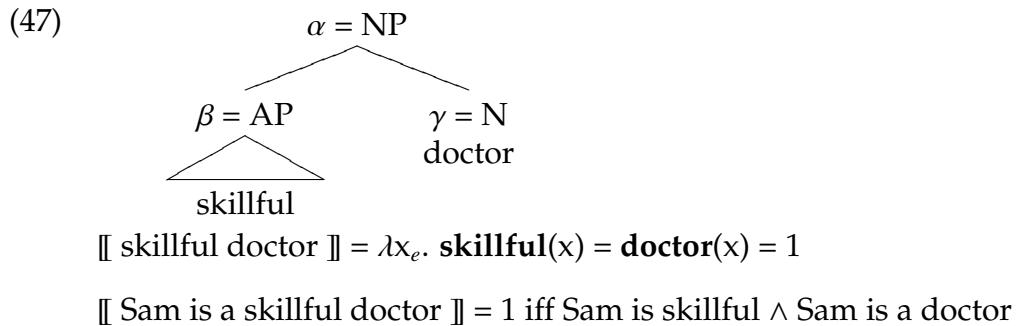 (47)
α = NP
β = AP γ = N
doctor
skillful
⟦ skillful doctor ⟧ = λxₑ. skillful(x) = doctor(x) = 1
⟦ Sam is a skillful doctor ⟧ = 1 iff Sam is skillful ∧ Sam is a doctor